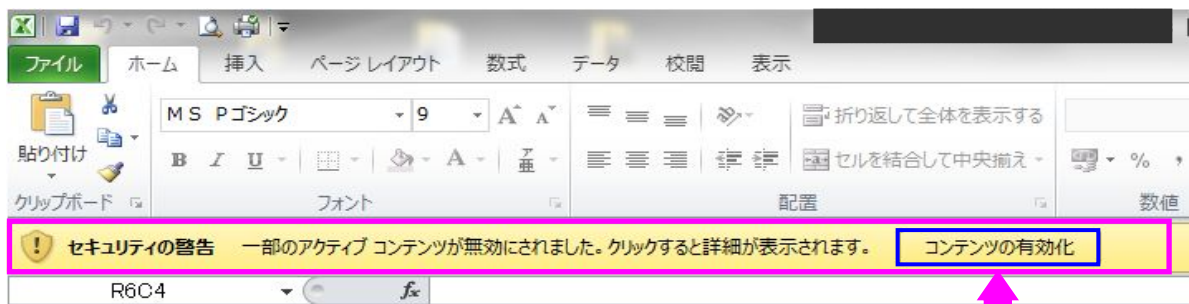 ファイル ホーム 挿入 ページ レイアウト 数式 データ 校閲 表示
ＭＳ Ｐゴシック 9 A A 折り返して全体を表示する
貼り付け B I U A ア亜 セルを結合して中央揃え % ,
クリップボード フォント 配置 数値
セキュリティの警告 一部のアクティブ コンテンツが無効にされました。クリックすると詳細が表示されます。 コンテンツの有効化
R6C4 fx